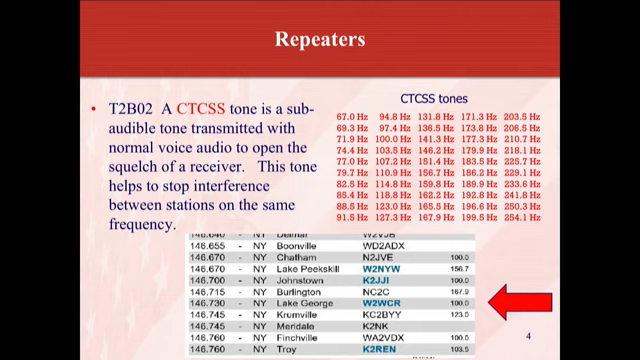 Repeaters
• T2B02 A CTCSS tone is a sub-
audible tone transmitted with
normal voice audio to open the
squelch of a receiver. This tone
helps to stop interference
between stations on the same
frequency.
CTCSS tones
67.0 Hz 94.8 Hz 131.8 Hz 171.3 Hz 203.5 Hz
69.3 Hz 97.4 Hz 136.5 Hz 173.8 Hz 206.5 Hz
71.9 Hz 100.0 Hz 141.3 Hz 177.3 Hz 210.7 Hz
74.4 Hz 103.5 Hz 146.2 Hz 179.9 Hz 218.1 Hz
77.0 Hz 107.2 Hz 151.4 Hz 183.5 Hz 225.7 Hz
79.7 Hz 110.9 Hz 156.7 Hz 186.2 Hz 229.1 Hz
82.5 Hz 114.8 Hz 159.8 Hz 189.9 Hz 233.6 Hz
85.4 Hz 118.8 Hz 162.2 Hz 192.8 Hz 241.8 Hz
88.5 Hz 123.0 Hz 165.5 Hz 196.6 Hz 250.3 Hz
91.5 Hz 127.3 Hz 167.9 Hz 199.5 Hz 254.1 Hz
146.640 - NY Delmar W2VJB
146.655 - NY Boonville WD2ADX
146.670 - NY Chatham N2JVE 100.0
146.670 - NY Lake Peekskill W2NYW 156.7
146.700 - NY Johnstown K2JJI 100.0
146.715 - NY Burlington NC2C 167.9
146.730 - NY Lake George W2WCR 100.0
146.745 - NY Krumville KC2BYY 123.0
146.745 - NY Meridale K2NK
146.760 - NY Finchville WA2VDX 100.0
146.760 - NY Troy K2REN 103.5
4